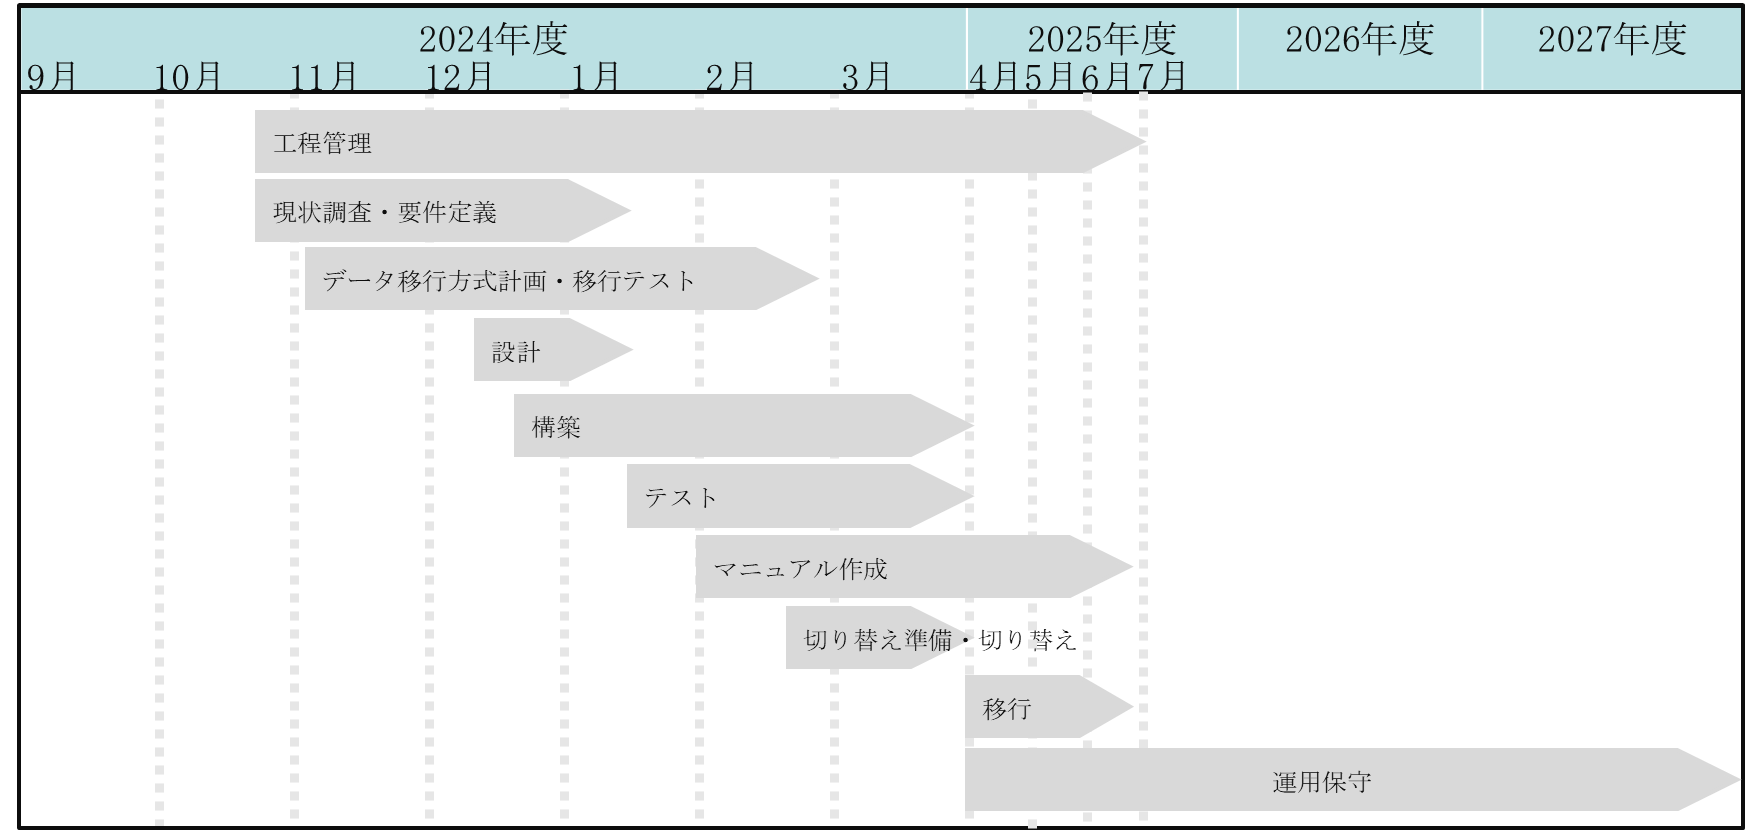 2024年度 2025年度 2026年度 2027年度
9月 10月 11月 12月 1月 2月 3月 4月 5月 6月 7月
工程管理
現状調査・要件定義
データ移行方式計画・移行テスト
設計
構築
テスト
マニュアル作成
切り替え準備・切り替え
移行
運用保守